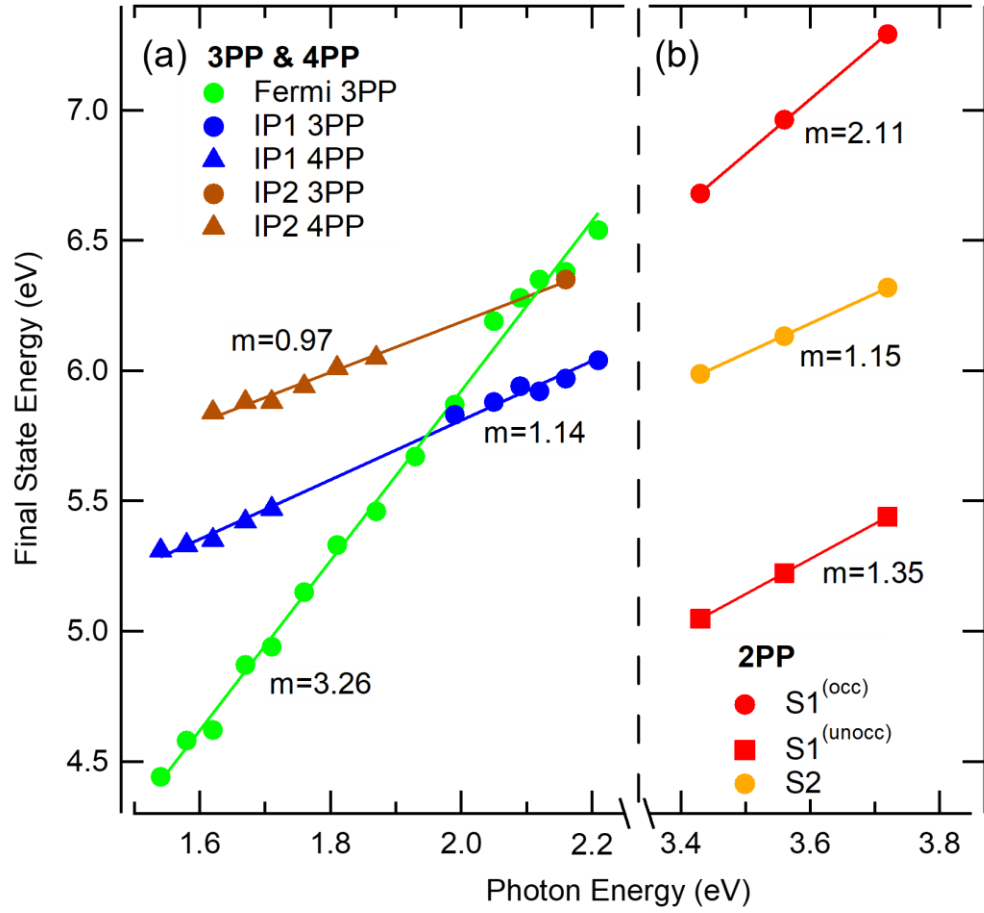 (a)
3PP & 4PP
Fermi 3PP
IP1 3PP
IP1 4PP
IP2 3PP
IP2 4PP
m=0.97
m=1.14
m=3.26
(b)
m=2.11
m=1.15
m=1.35
2PP
S1(occ)
S1(unocc)
S2
Final State Energy (eV)
7.0
6.5
6.0
5.5
5.0
4.5
1.6 1.8 2.0 2.2 3.4 3.6 3.8
Photon Energy (eV)